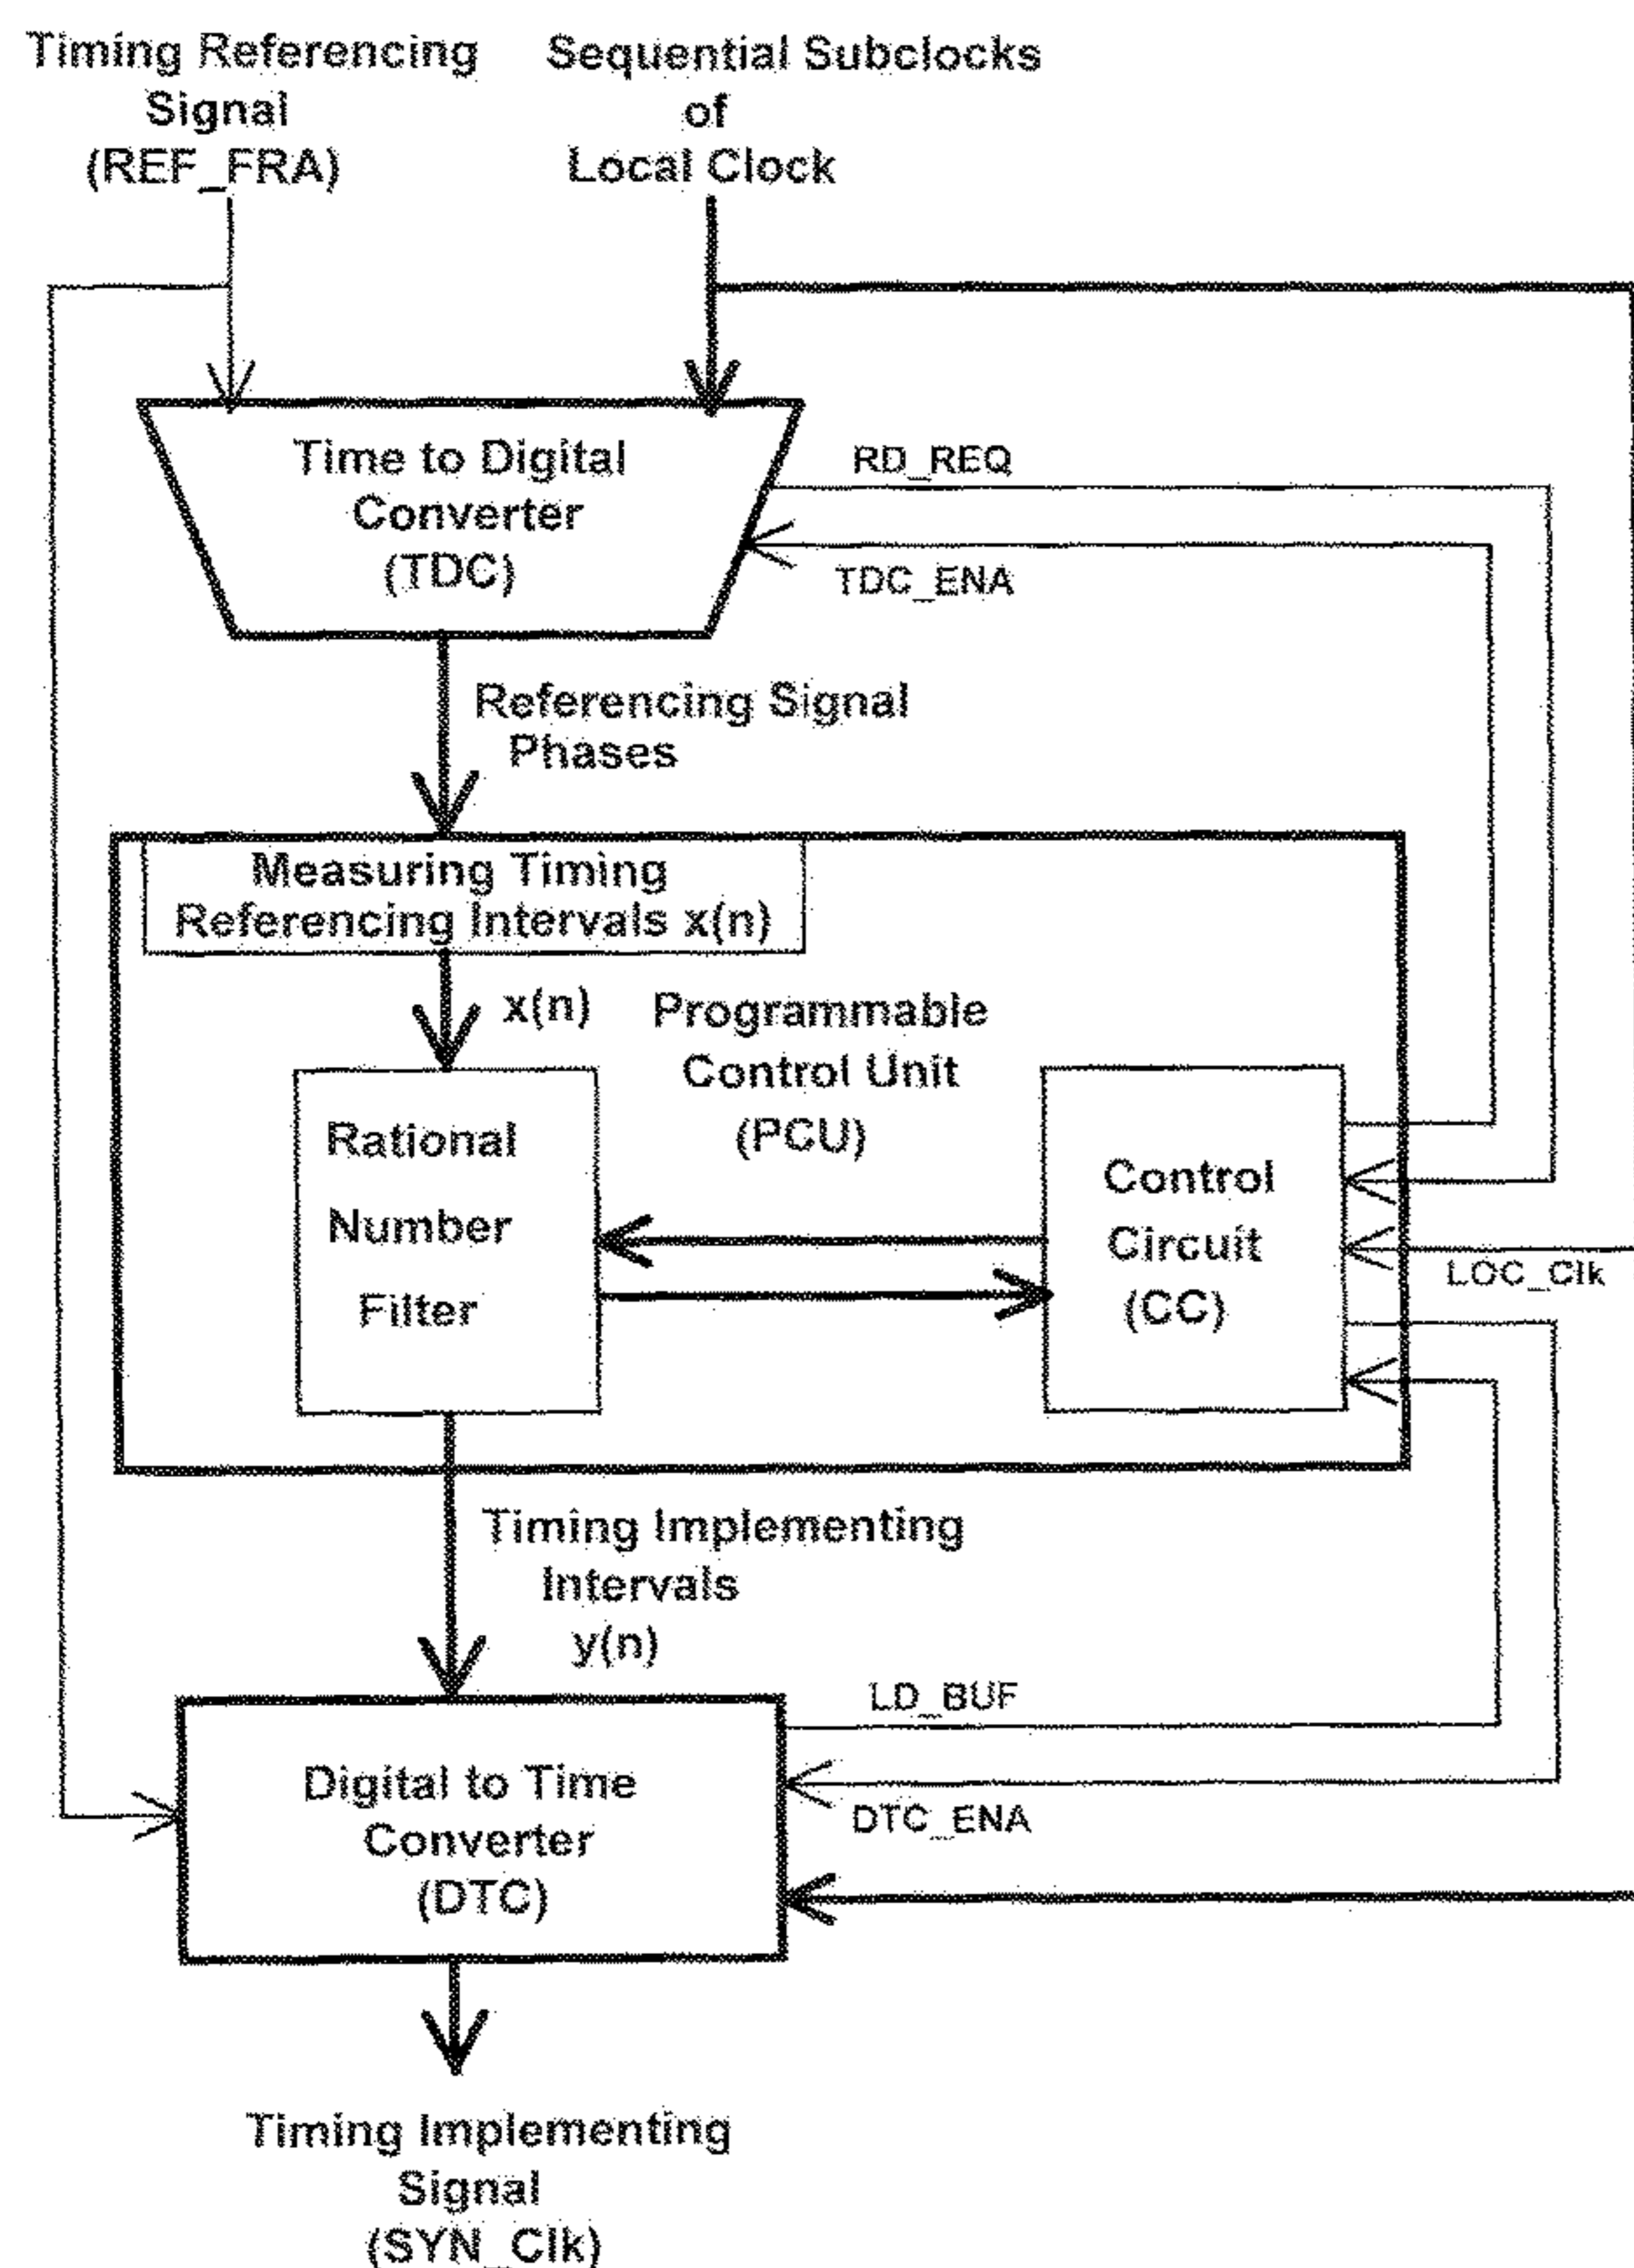 Timing Referencing
Signal
(REF_FRA)
Sequential Subclocks
of
Local Clock
Time to Digital
Converter
(TDC)
RD_REQ
TDC_ENA
Referencing Signal
Phases
Measuring Timing
Referencing Intervals x(n)
x(n)
Programmable
Control Unit
(PCU)
Rational
Number
Filter
Control
Circuit
(CC)
LOC_Clk
Timing Implementing
Intervals
y(n)
LD_BUF
Digital to Time
Converter
(DTC)
DTC_ENA
Timing Implementing
Signal
(SYN_Clk)